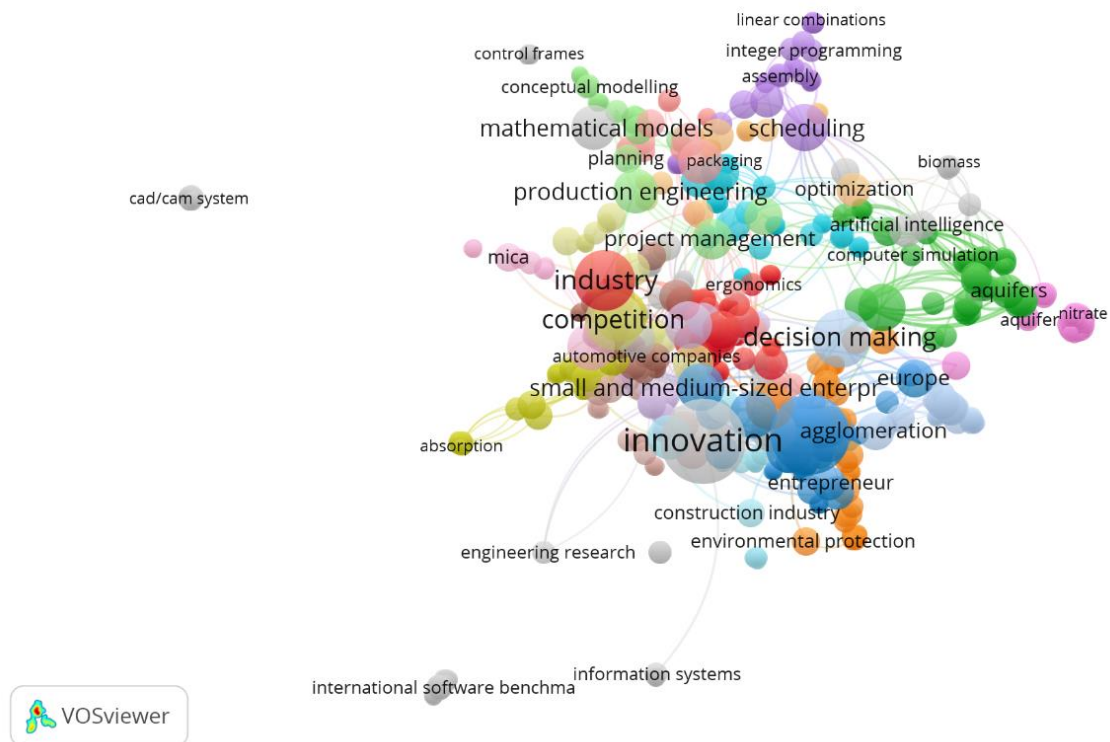 linear combinations
control frames
integer programming
assembly
conceptual modelling
mathematical models
scheduling
planning
packaging
biomass
cad/cam system
production engineering
optimization
artificial intelligence
project management
computer simulation
mica
industry
ergonomics
aquifers
competition
aquifer
nitrate
decision making
automotive companies
small and medium-sized enterpr
europe
innovation
agglomeration
absorption
entrepreneur
construction industry
engineering research
environmental protection
information systems
international software benchma
VOSviewer